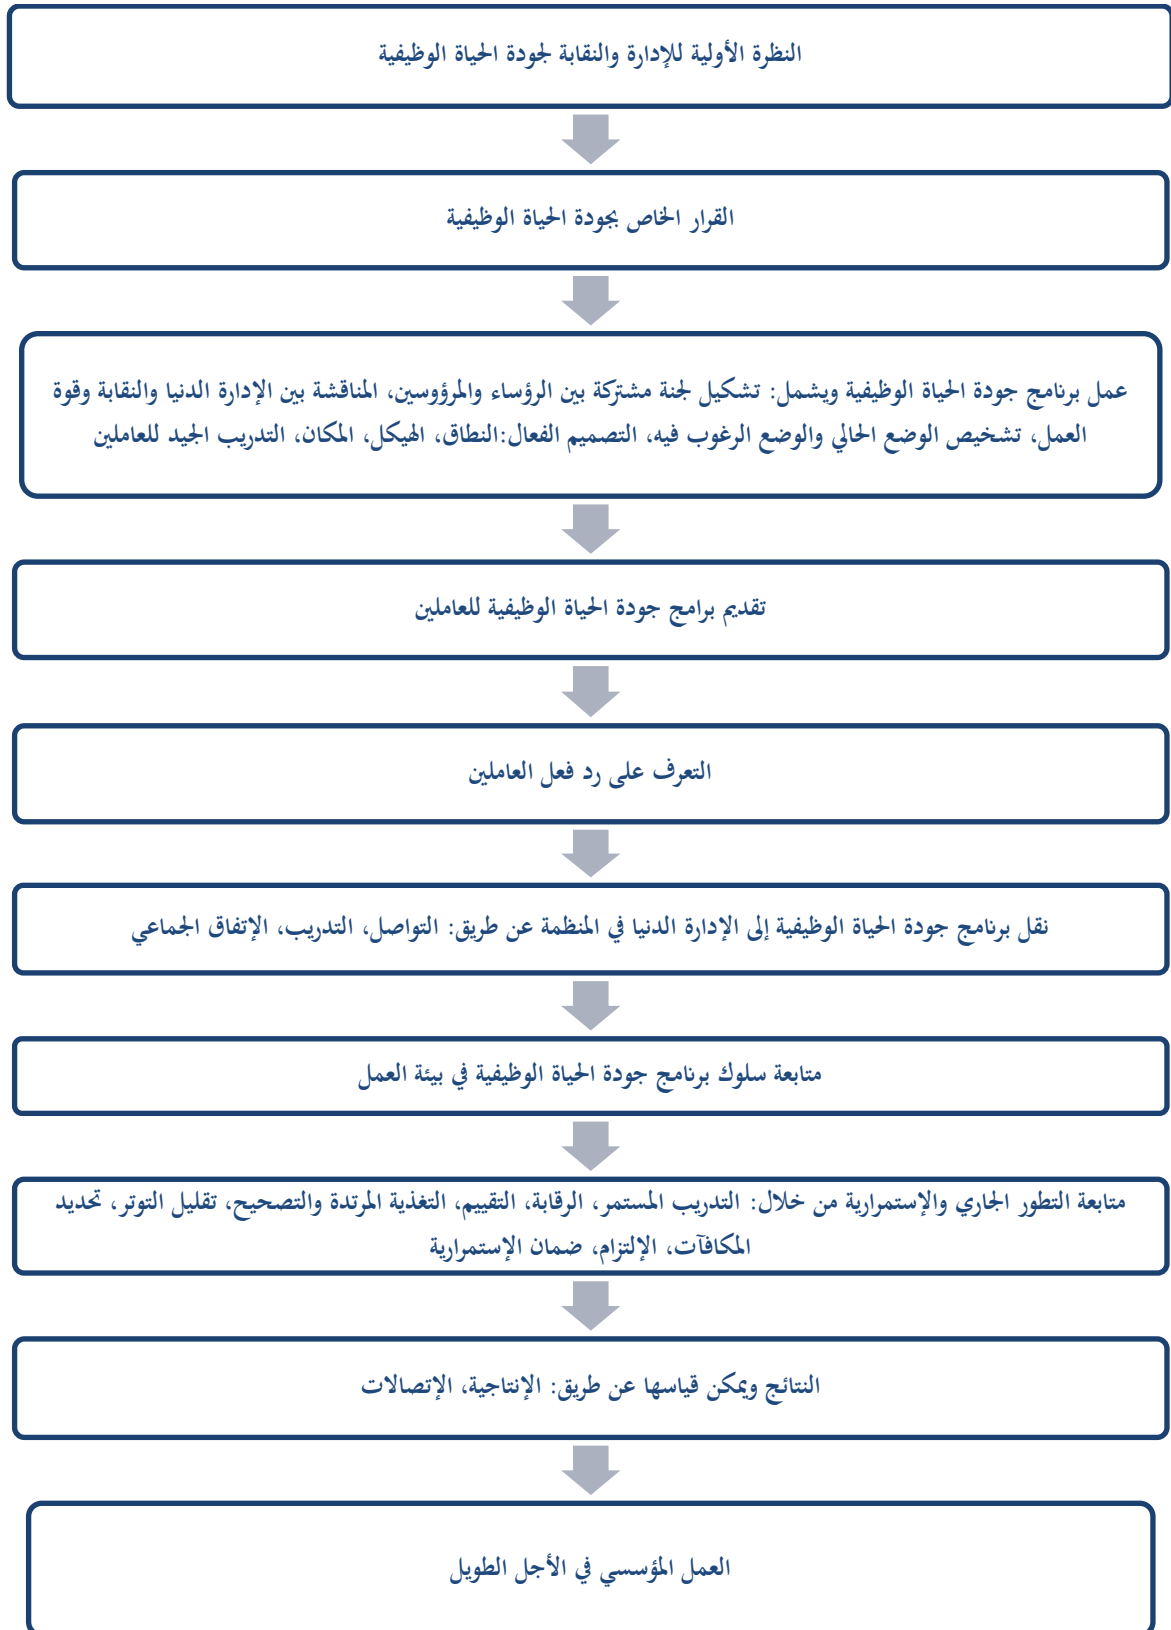 النظرة الأولية للإدارة والنقابة لجودة الحياة الوظيفية
القرار الخاص بجودة الحياة الوظيفية
عمل برنامج جودة الحياة الوظيفية ويشمل: تشكيل لجنة مشتركة بين الرؤساء والمرؤوسين، المناقشة بين الإدارة الدنيا والنقابة وقوة
العمل، تشخيص الوضع الحالي والوضع الرغوب فيه، التصميم الفعال:النطاق، الهيكل، المكان، التدريب الجيد للعاملين
تقديم برامج جودة الحياة الوظيفية للعاملين
التعرف على رد فعل العاملين
نقل برنامج جودة الحياة الوظيفية إلى الإدارة الدنيا في المنظمة عن طريق: التواصل، التدريب، الإتفاق الجماعي
متابعة سلوك برنامج جودة الحياة الوظيفية في بيئة العمل
متابعة التطور الجاري والإستمرارية من خلال: التدريب المستمر، الرقابة، التقييم، التغذية المرتدة والتصحيح، تقليل التوتر، تحديد
المكافآت، الإلتزام، ضمان الإستمرارية
النتائج ويمكن قياسها عن طريق: الإنتاجية، الإتصالات
العمل المؤسسي في الأجل الطويل